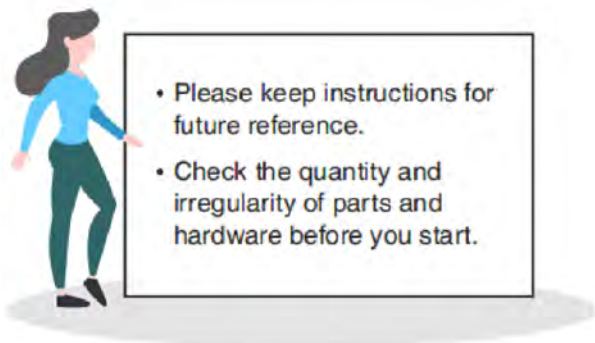 • Please keep instructions for
future reference.
• Check the quantity and
irregularity of parts and
hardware before you start.